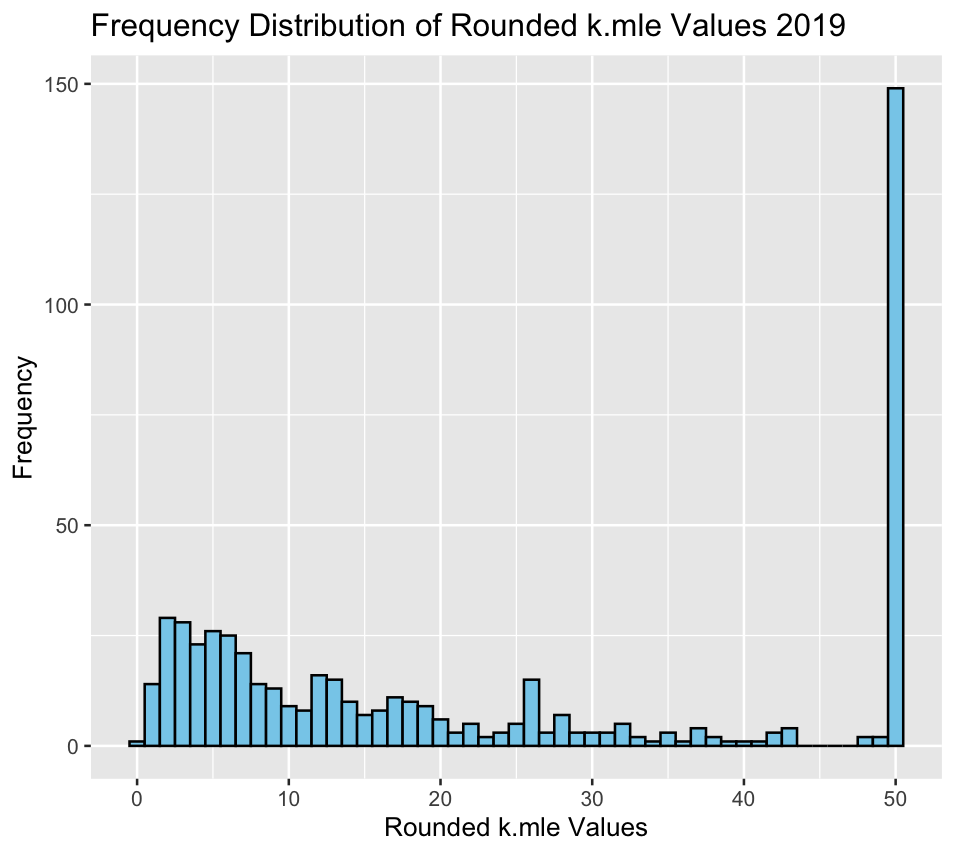 Frequency Distribution of Rounded k.mle Values 2019
150
100
50
0
Frequency
0 10 20 30 40 50
Rounded k.mle Values